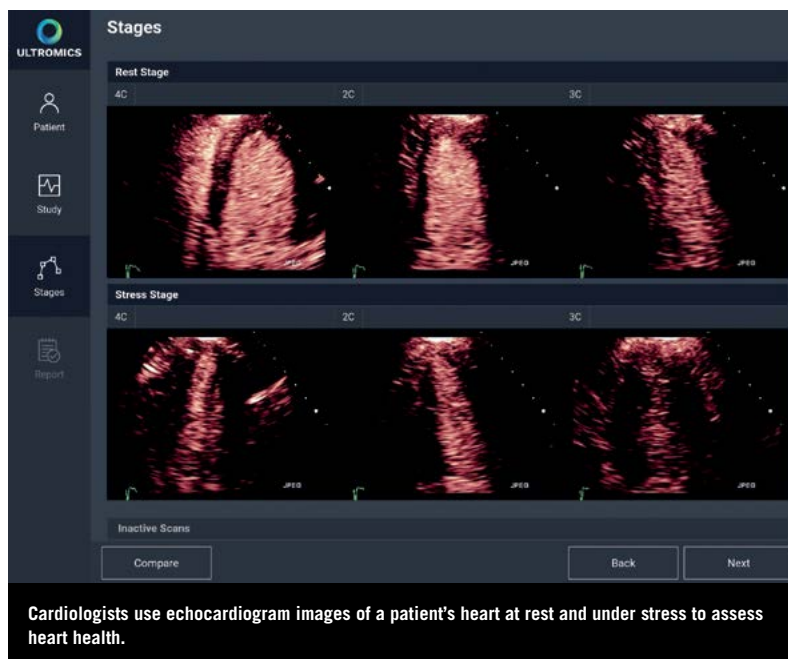 ULTROMICS
Stages
Patient
Study
Stages
Report
Rest Stage
4C 2C 3C
JPEG JPEG JPEG
Stress Stage
4C 2C 3C
JPEG JPEG JPEG
Inactive Scans
Compare Back Next
Cardiologists use echocardiogram images of a patient’s heart at rest and under stress to assess
heart health.